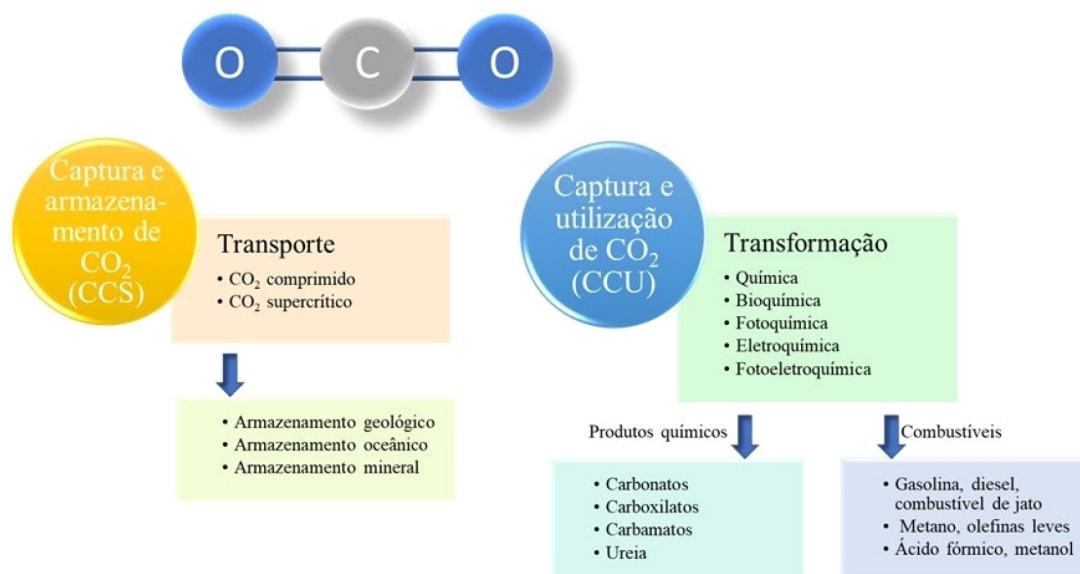 O C O
Captura e
armazena-
mento de
CO₂
(CCS)
Transporte
• CO₂ comprimido
• CO₂ supercrítico
• Armazenamento geológico
• Armazenamento oceânico
• Armazenamento mineral
Captura e
utilização
de CO₂
(CCU)
Transformação
• Química
• Bioquímica
• Fotoquímica
• Eletroquímica
• Fotoeletroquímica
Produtos químicos
• Carbonatos
• Carboxilatos
• Carbamatos
• Ureia
Combustíveis
• Gasolina, diesel,
combustível de jato
• Metano, olefinas leves
• Ácido fórmico, metanol